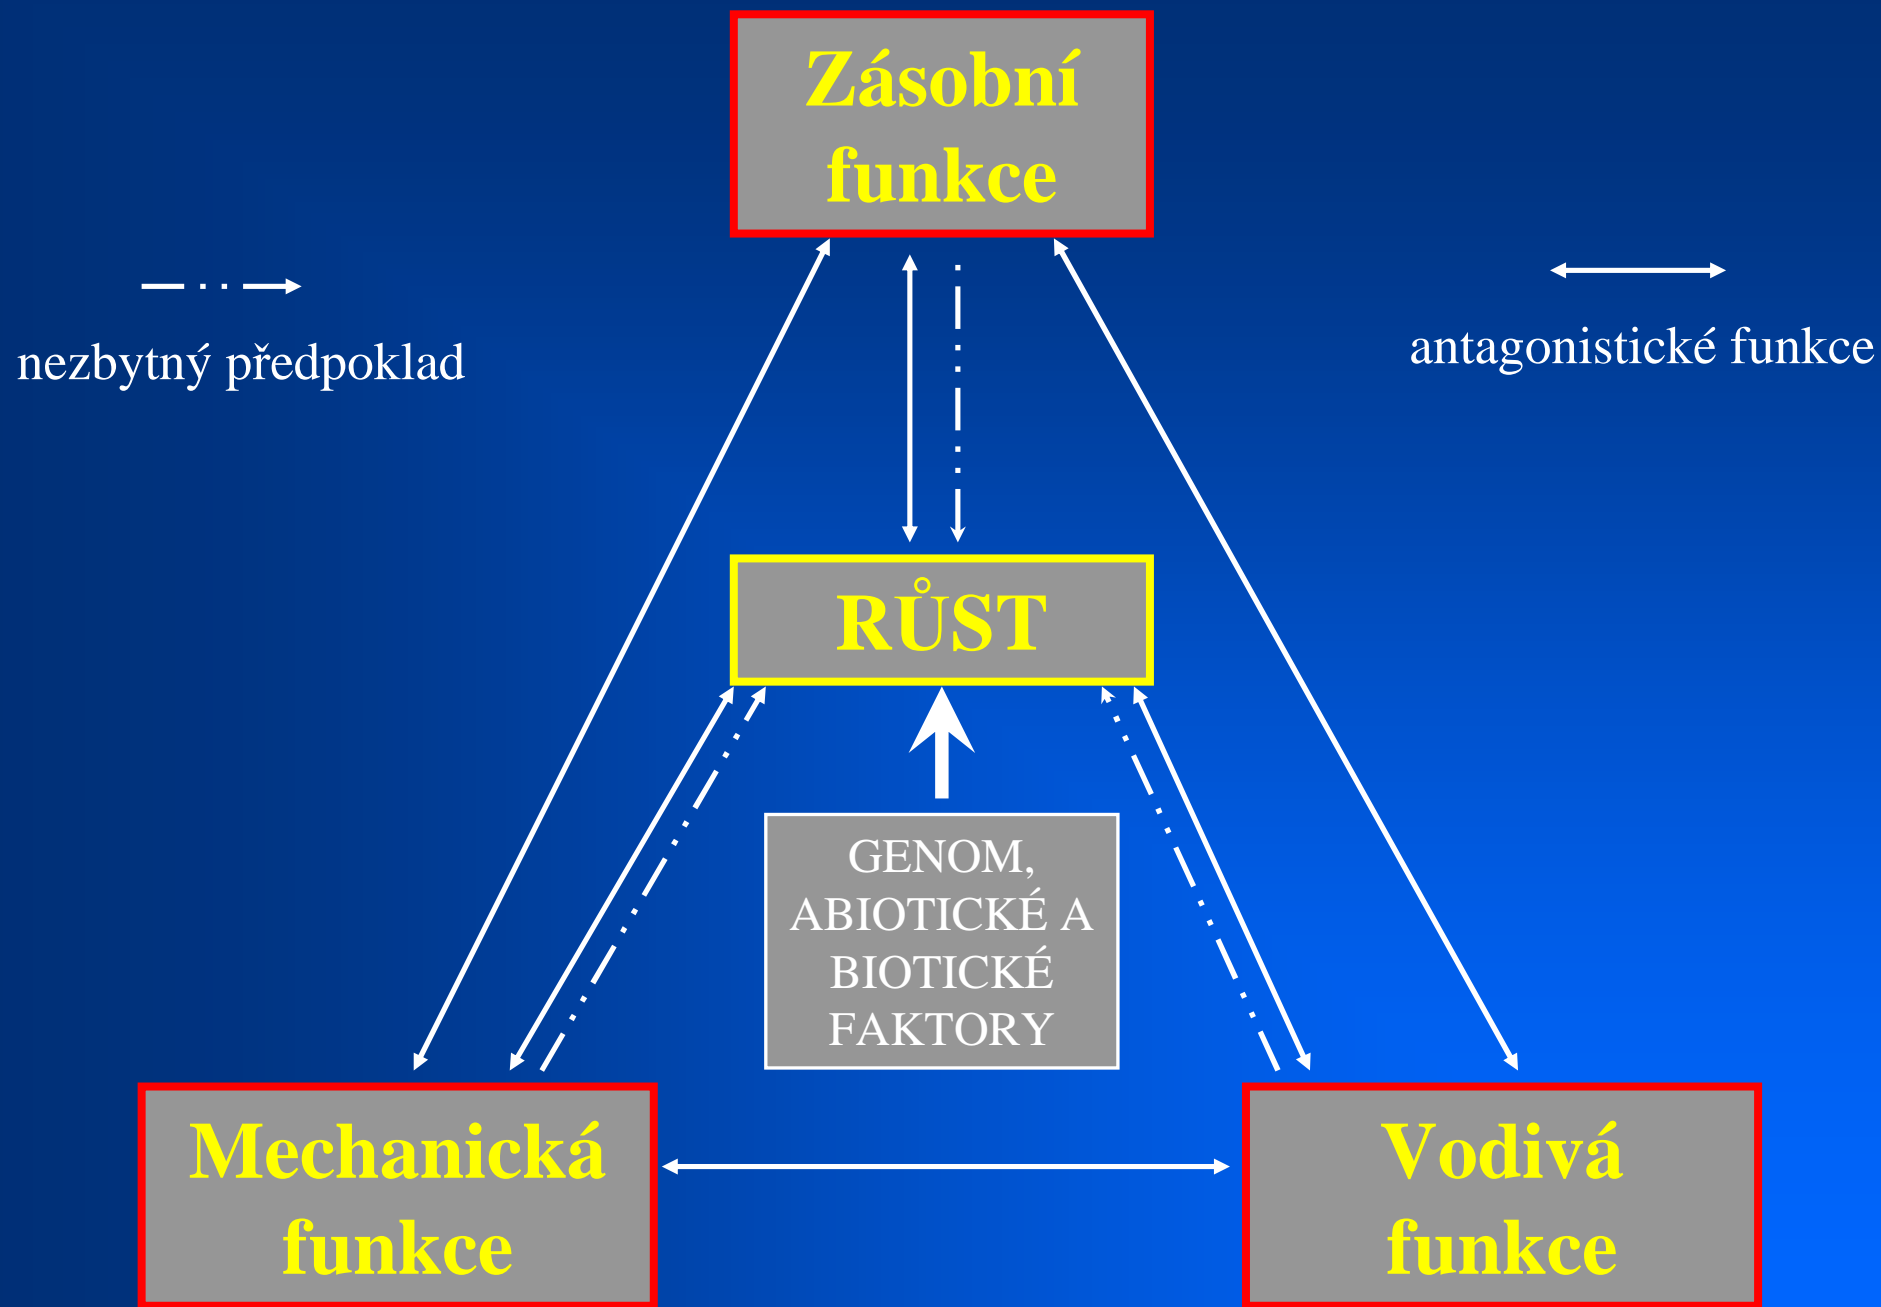 Zásobní
funkce
nezbytný předpoklad
antagonistické funkce
RŮST
GENOM,
ABIOTICKÉ A
BIOTICKÉ
FAKTORY
Mechanická
funkce
Vodivá
funkce